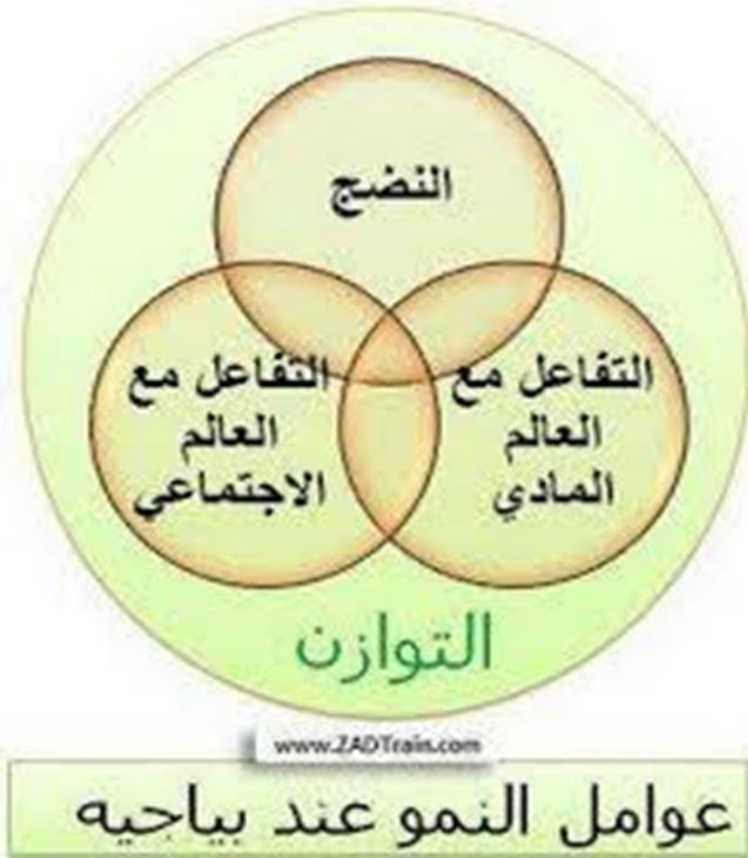 النضج
التفاعل مع
العالم
المادي
التفاعل مع
العالم
الاجتماعي
التوازن
www.ZADTrain.com
عوامل النمو عند بياجيه